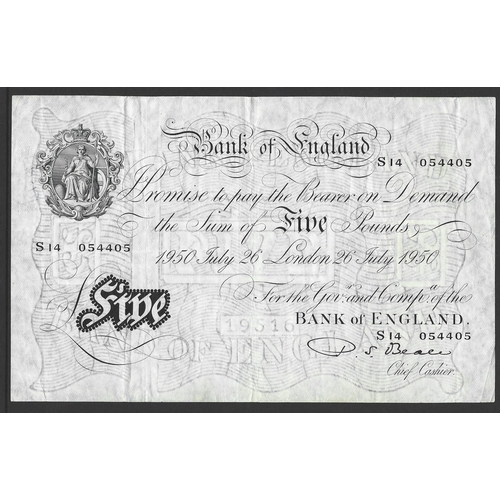 Bank of England
S14 054405
I Promise to pay the Bearer on Demand
the Sum of Five Pounds
S14 054405
1950 July 26 London 26 July 1950
For the Govr. and Compa. of the
BANK of ENGLAND.
£Five
S14 054405
P. S. Beale
Chief Cashier.